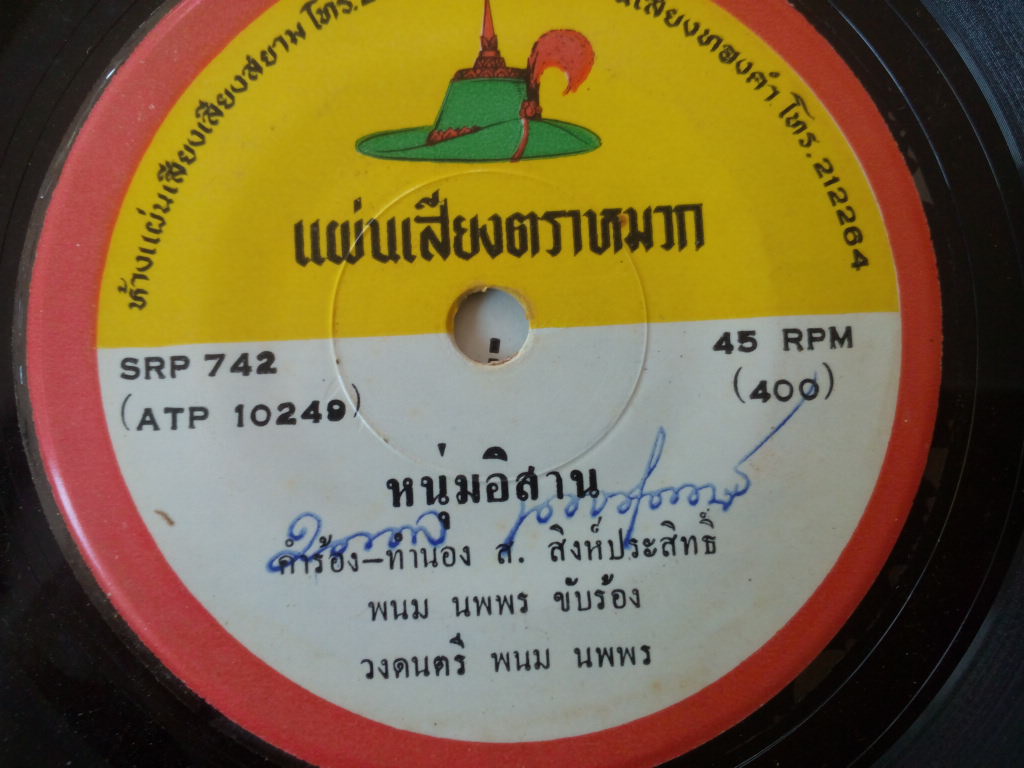 ห้างแผ่นเสียงเสียงสยาม โทร.2
เสียงทองคำ โทร.212264
แผ่นเสียงตราหมวก
SRP 742
45 RPM
(ATP 10249)
(400)
หนุ่มอิสาน
คำร้อง-ทำนอง ส. สิงห์ประสิทธิ์
พนม นพพร ขับร้อง
วงดนตรี พนม นพพร